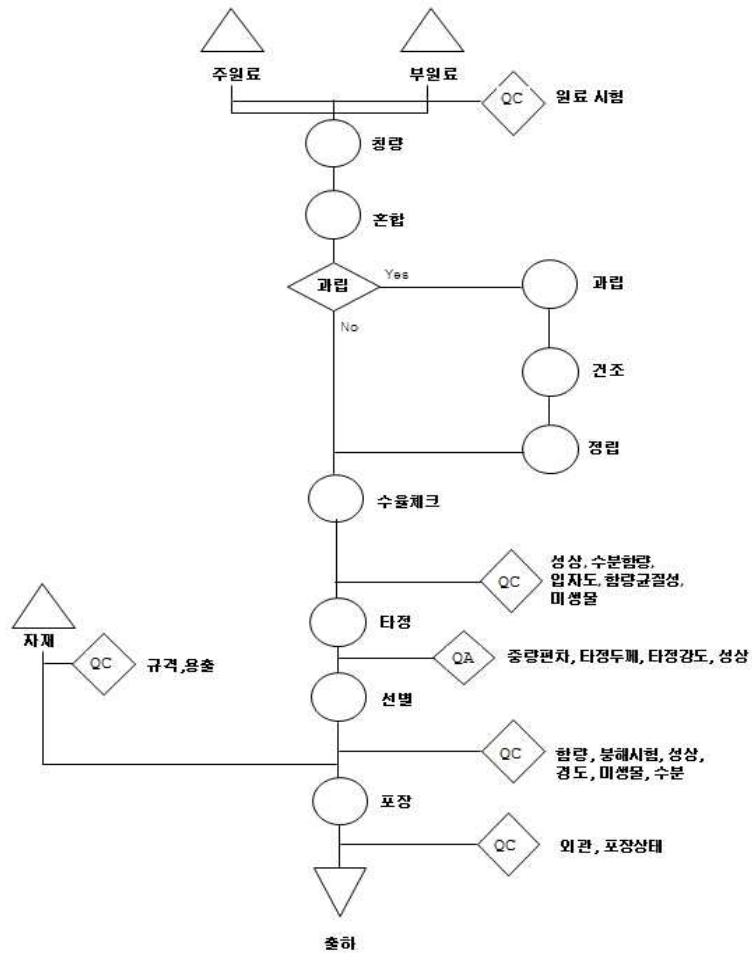 주원료
부원료
QC
원료 시험
칭량
혼합
과립
Yes
No
과립
건조
정립
수율체크
QC
성상, 수분함량,
입자도, 함량균질성,
미생물
타정
자재
QC
규격,용출
QA
중량편차, 타정두께, 타정강도, 성상
선별
QC
함량, 붕해시험, 성상,
경도, 미생물, 수분
포장
QC
외관, 포장상태
출하